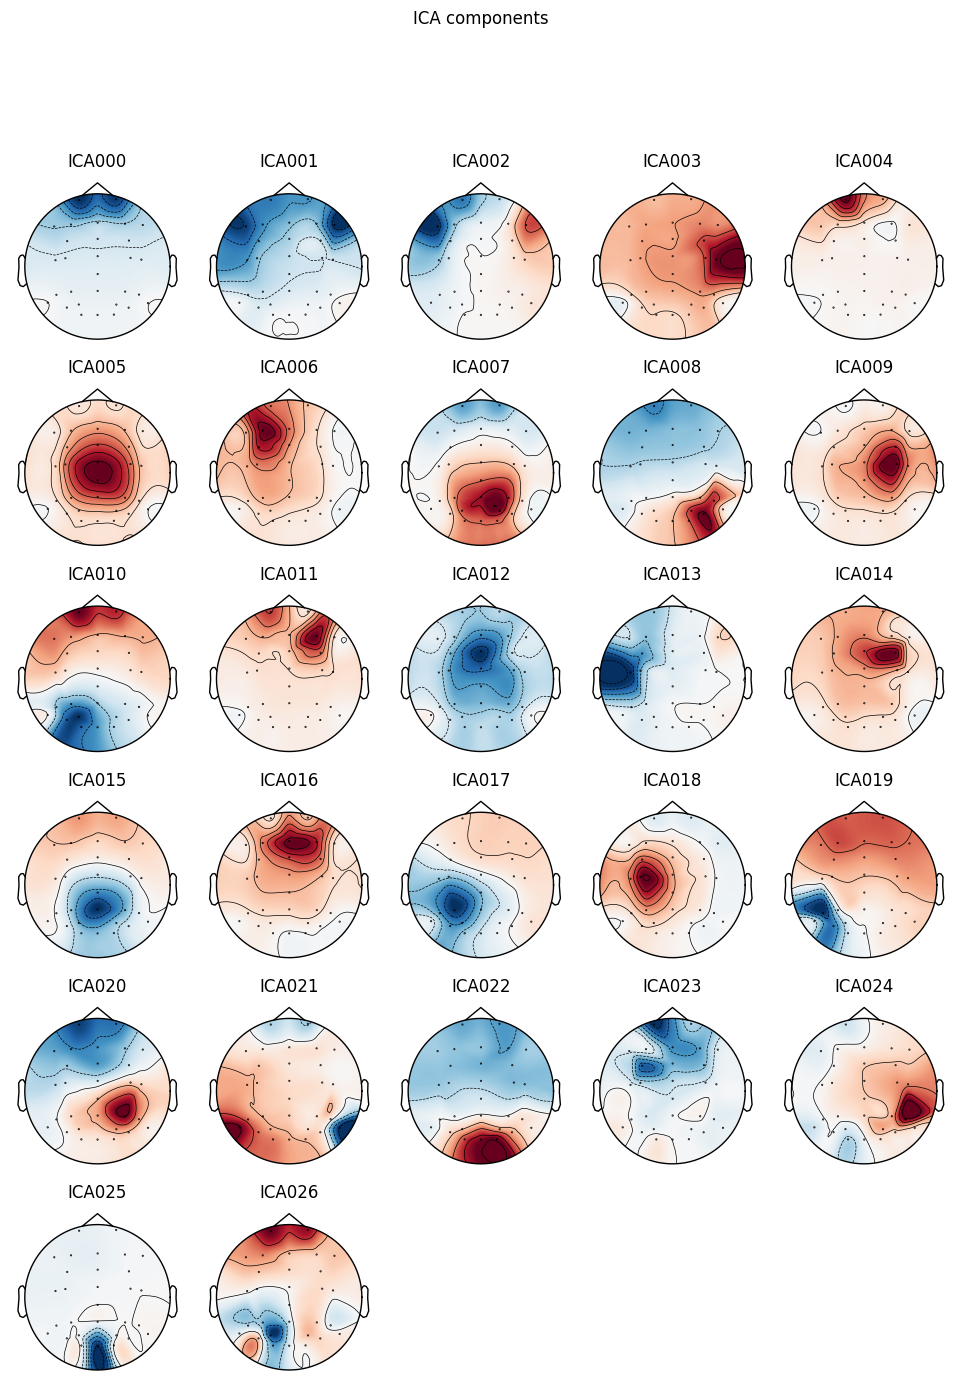 ICA components
ICA000 ICA001 ICA002 ICA003 ICA004
ICA005 ICA006 ICA007 ICA008 ICA009
ICA010 ICA011 ICA012 ICA013 ICA014
ICA015 ICA016 ICA017 ICA018 ICA019
ICA020 ICA021 ICA022 ICA023 ICA024
ICA025 ICA026